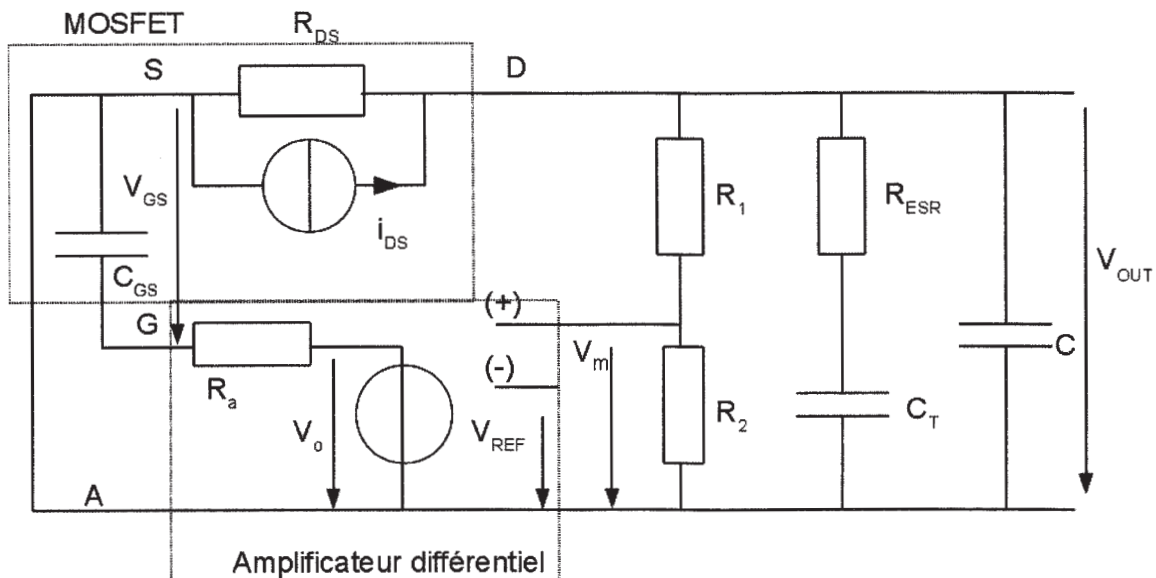 MOSFET
R_DS
S
D
V_GS
i_DS
C_GS
G
R_a
V_o
A
(+)
(-)
V_m
V_REF
R_1
R_2
R_ESR
C_T
C
V_OUT
Amplificateur différentiel